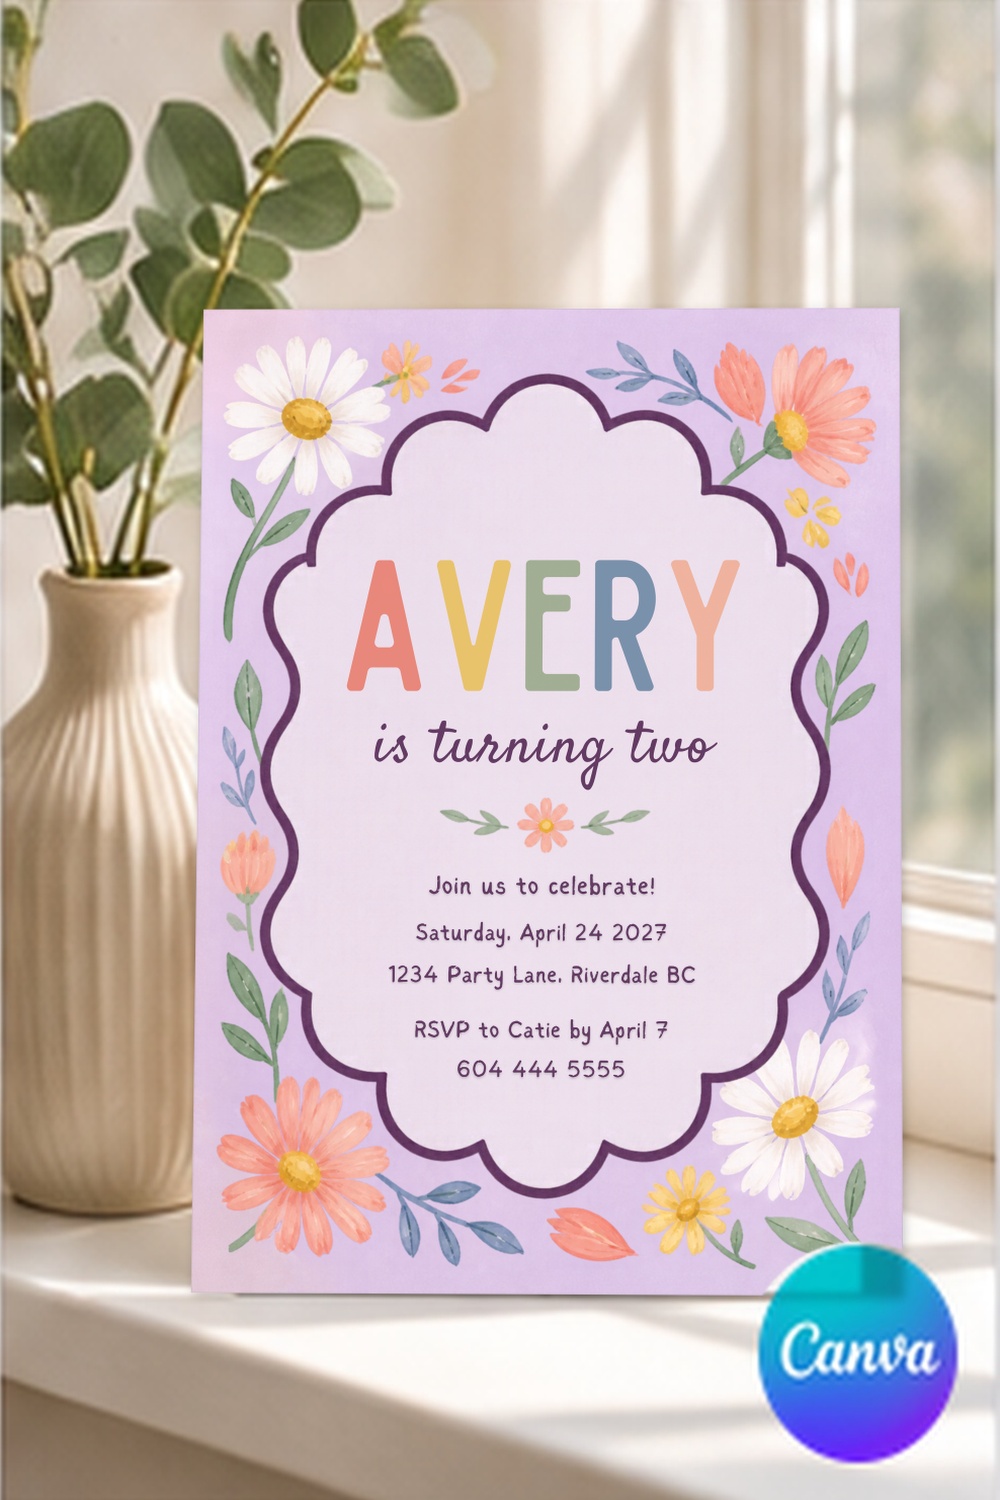 AVERY
is turning two
Join us to celebrate!
Saturday, April 24 2027
1234 Party Lane, Riverdale BC
RSVP to Catie by April 7
604 444 5555
Canva